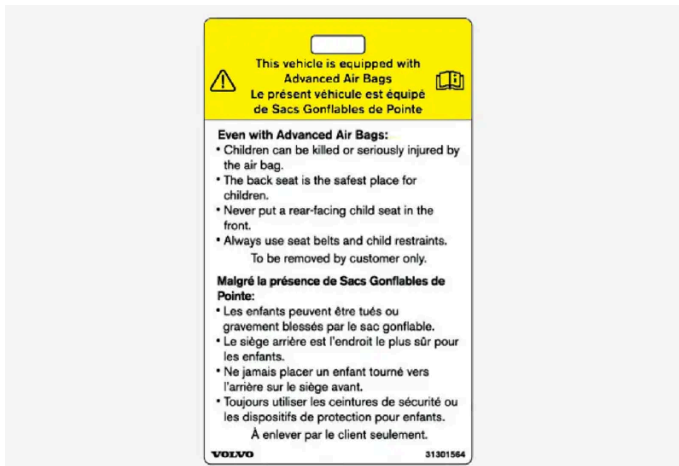 This vehicle is equipped with
Advanced Air Bags
Le présent véhicule est équipé
de Sacs Gonflables de Pointe
Even with Advanced Air Bags:
• Children can be killed or seriously injured by
the air bag.
• The back seat is the safest place for
children.
• Never put a rear-facing child seat in the
front.
• Always use seat belts and child restraints.
To be removed by customer only.
Malgré la présence de Sacs Gonflables de
Pointe:
• Les enfants peuvent être tués ou
gravement blessés par le sac gonflable.
• Le siège arrière est l'endroit le plus sûr pour
les enfants.
• Ne jamais placer un enfant tourné vers
l'arrière sur le siège avant.
• Toujours utiliser les ceintures de sécurité ou
les dispositifs de protection pour enfants.
À enlever par le client seulement.
VOLVO 31301564